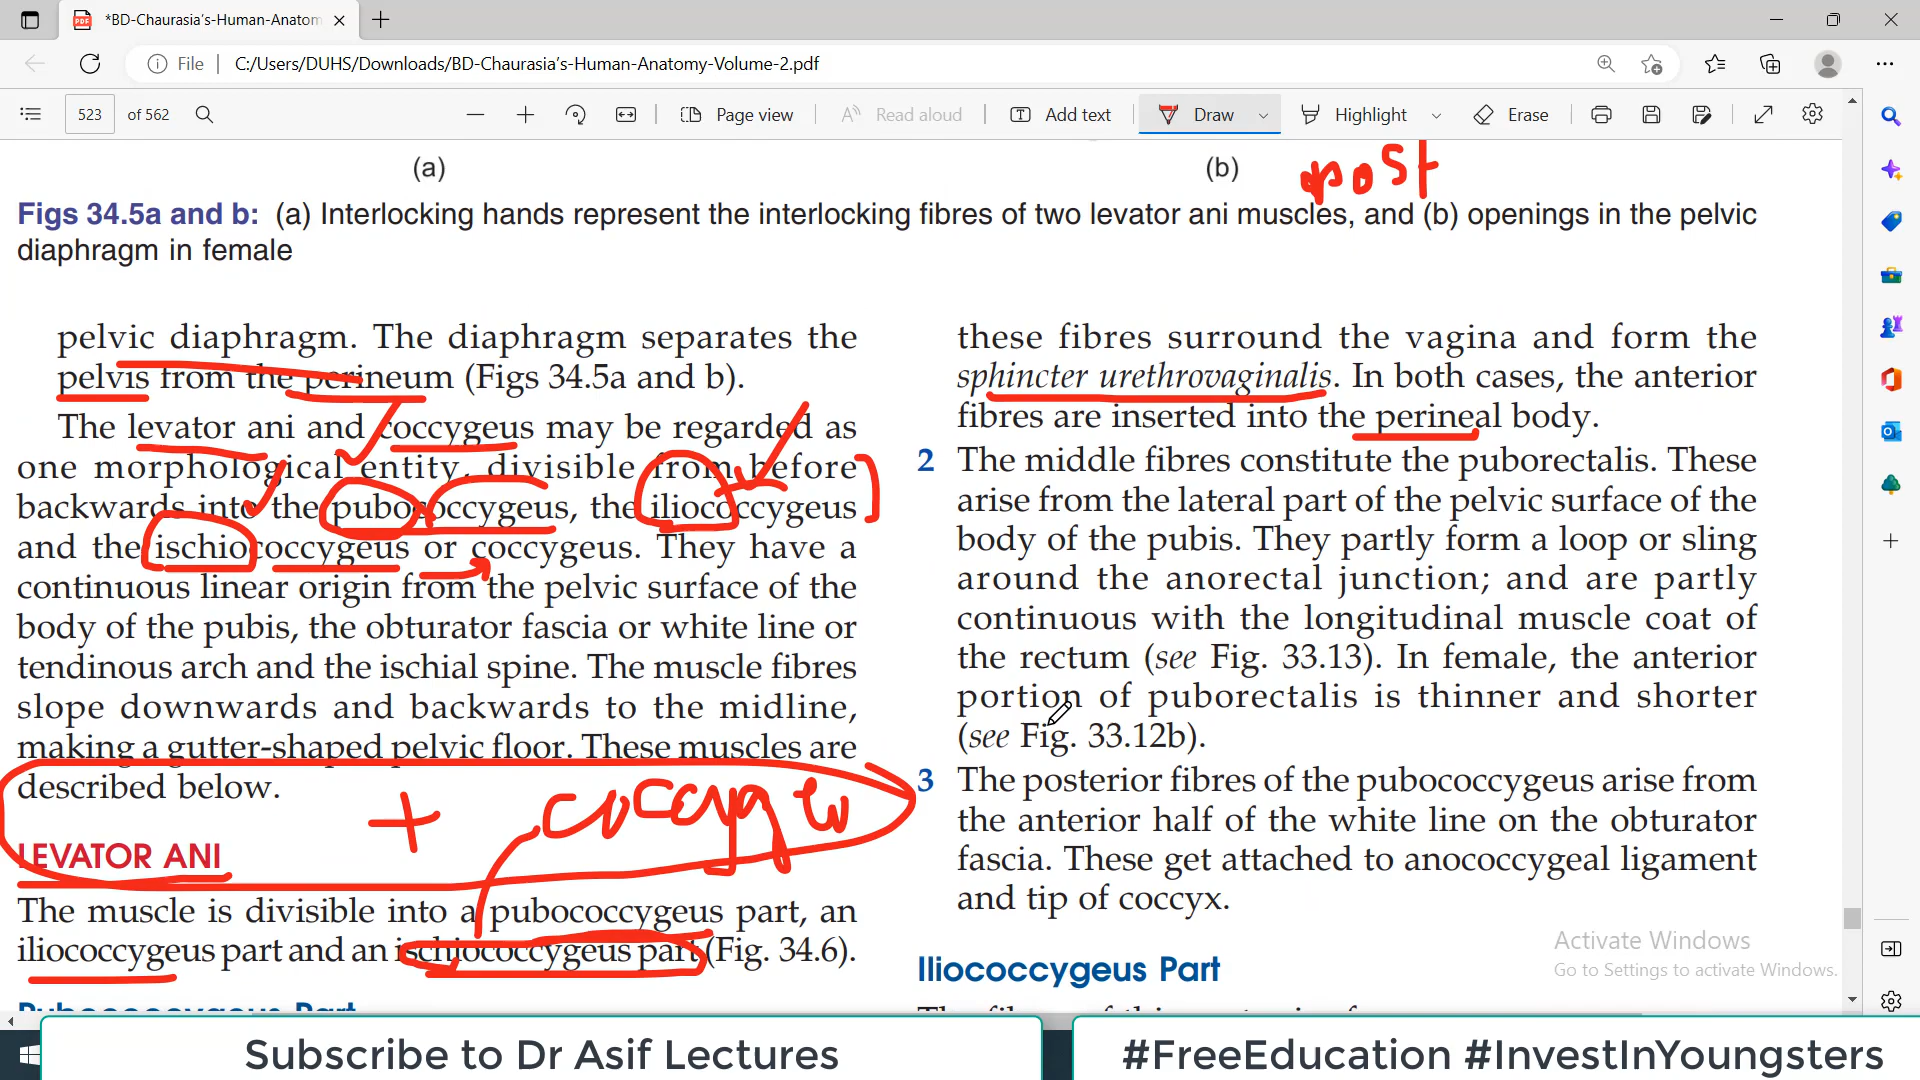 *BD-Chaurasia's-Human-Anatom
File
C:/Users/DUHS/Downloads/BD-Chaurasia's-Human-Anatomy-Volume-2.pdf
523 of 562
Page view
Read aloud
Add text
Draw
Highlight
Erase
(a)
(b)
post
Figs 34.5a and b: (a) Interlocking hands represent the interlocking fibres of two levator ani muscles, and (b) openings in the pelvic
diaphragm in female
pelvic diaphragm. The diaphragm separates the
pelvis from the perineum (Figs 34.5a and b).
The levator ani and coccygeus may be regarded as
one morphological entity, divisible from before
backwards into the pubococcygeus, the iliococcygeus
and the ischiococcygeus or coccygeus. They have a
continuous linear origin from the pelvic surface of the
body of the pubis, the obturator fascia or white line or
tendinous arch and the ischial spine. The muscle fibres
slope downwards and backwards to the midline,
making a gutter-shaped pelvic floor. These muscles are
described below.
+ coccygeu
LEVATOR ANI
The muscle is divisible into a pubococcygeus part, an
iliococcygeus part and an ischiococcygeus part (Fig. 34.6).
Pubococcygeus Part
these fibres surround the vagina and form the
sphincter urethrovaginalis. In both cases, the anterior
fibres are inserted into the perineal body.
2 The middle fibres constitute the puborectalis. These
arise from the lateral part of the pelvic surface of the
body of the pubis. They partly form a loop or sling
around the anorectal junction; and are partly
continuous with the longitudinal muscle coat of
the rectum (see Fig. 33.13). In female, the anterior
portion of puborectalis is thinner and shorter
(see Fig. 33.12b).
3 The posterior fibres of the pubococcygeus arise from
the anterior half of the white line on the obturator
fascia. These get attached to anococcygeal ligament
and tip of coccyx.
Iliococcygeus Part
Activate Windows
Go to Settings to activate Windows.
Subscribe to Dr Asif Lectures
#FreeEducation #InvestInYoungsters